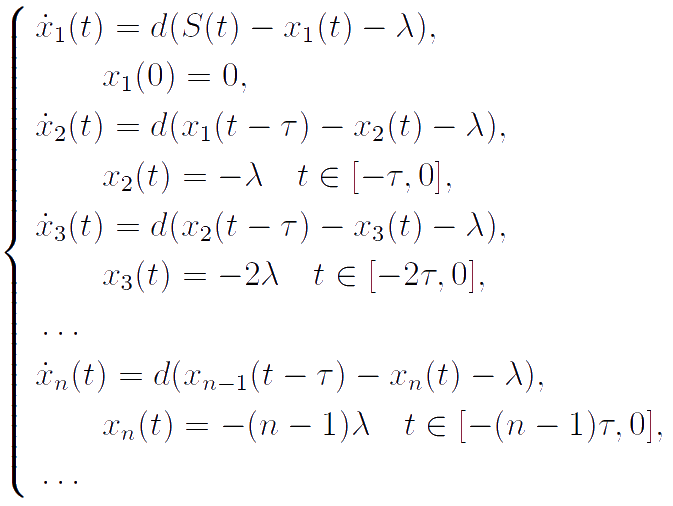 ẋ₁(t) = d(S(t) − x₁(t) − λ),
x₁(0) = 0,
ẋ₂(t) = d(x₁(t − τ) − x₂(t) − λ),
x₂(t) = −λ t ∈ [−τ, 0],
ẋ₃(t) = d(x₂(t − τ) − x₃(t) − λ),
x₃(t) = −2λ t ∈ [−2τ, 0],
...
ẋₙ(t) = d(xₙ₋₁(t − τ) − xₙ(t) − λ),
xₙ(t) = −(n − 1)λ t ∈ [−(n − 1)τ, 0],
...